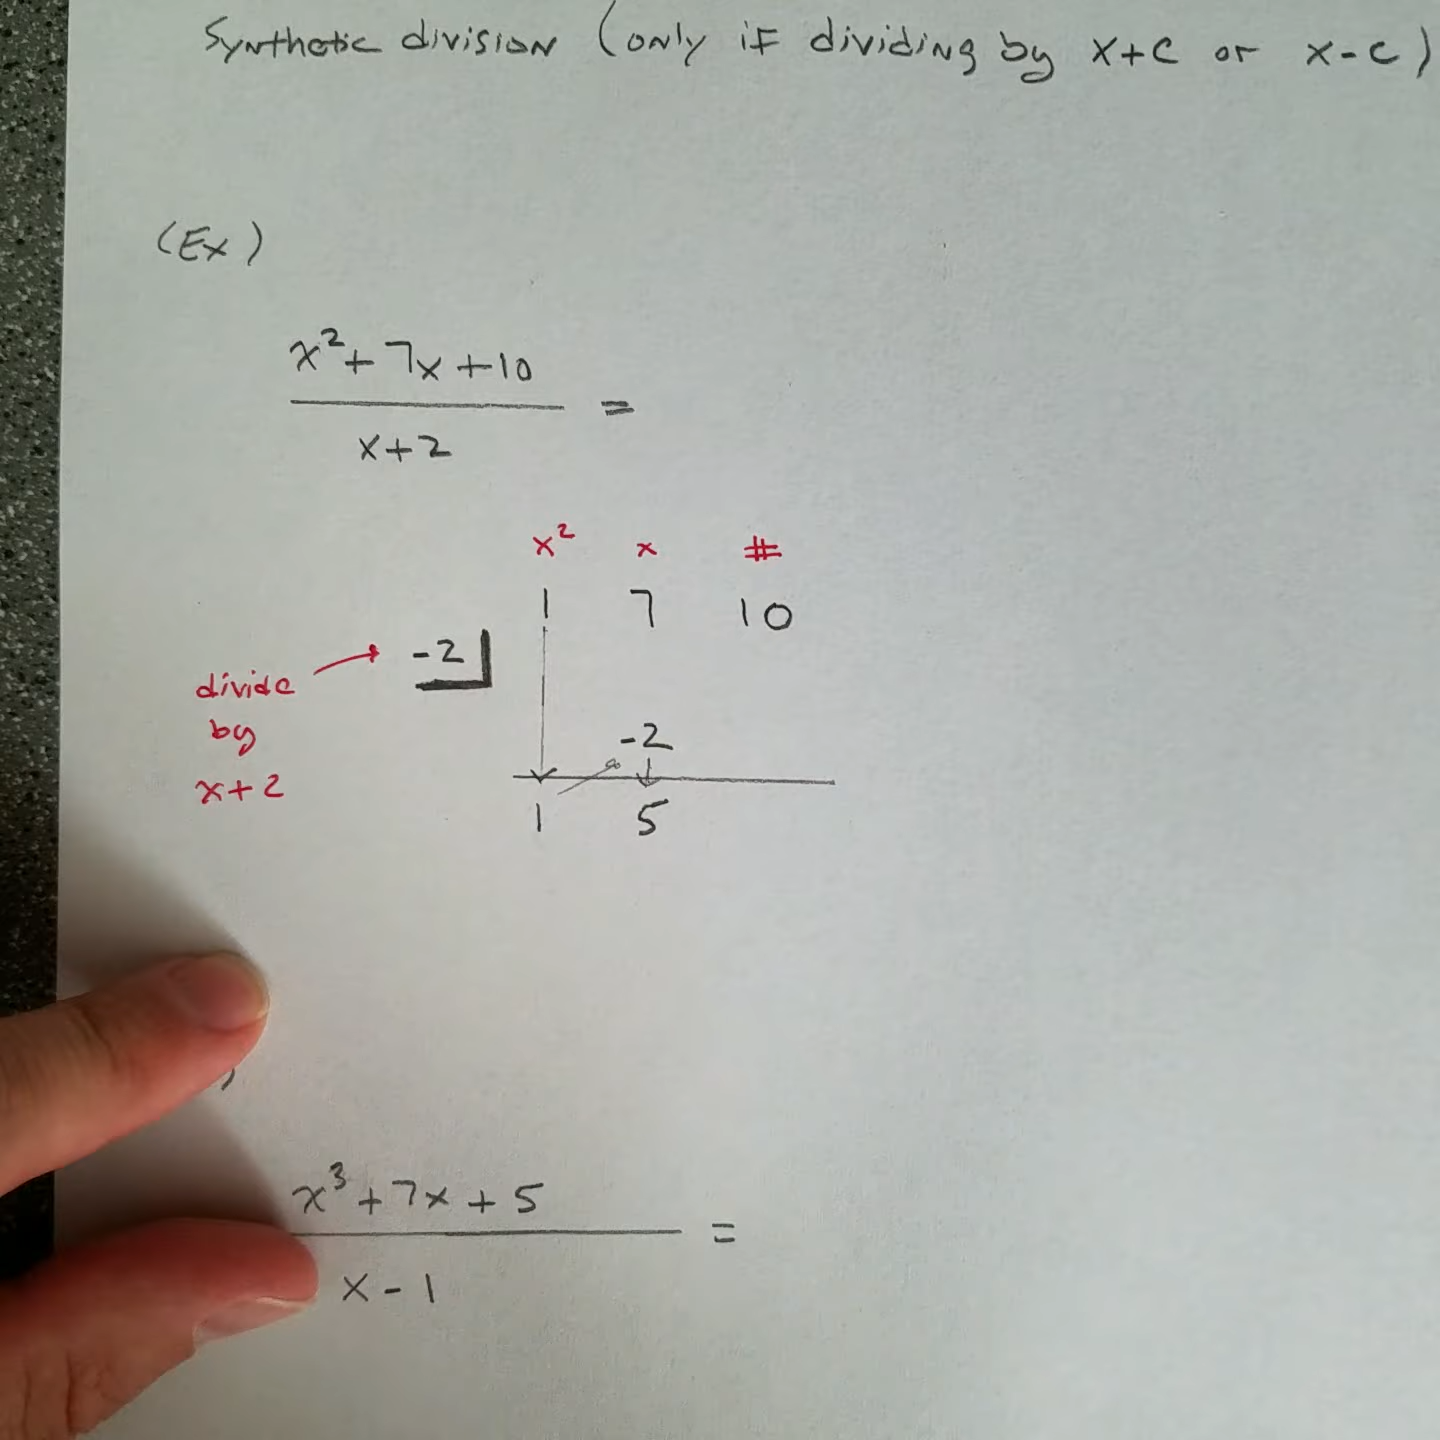 Synthetic division (only if dividing by x+c or x-c)
(Ex)
x²+7x+10
=
x+2
x² x #
1 7 10
-2
divide
by
x+2
-2
1 5
)
x³+7x+5
=
x-1